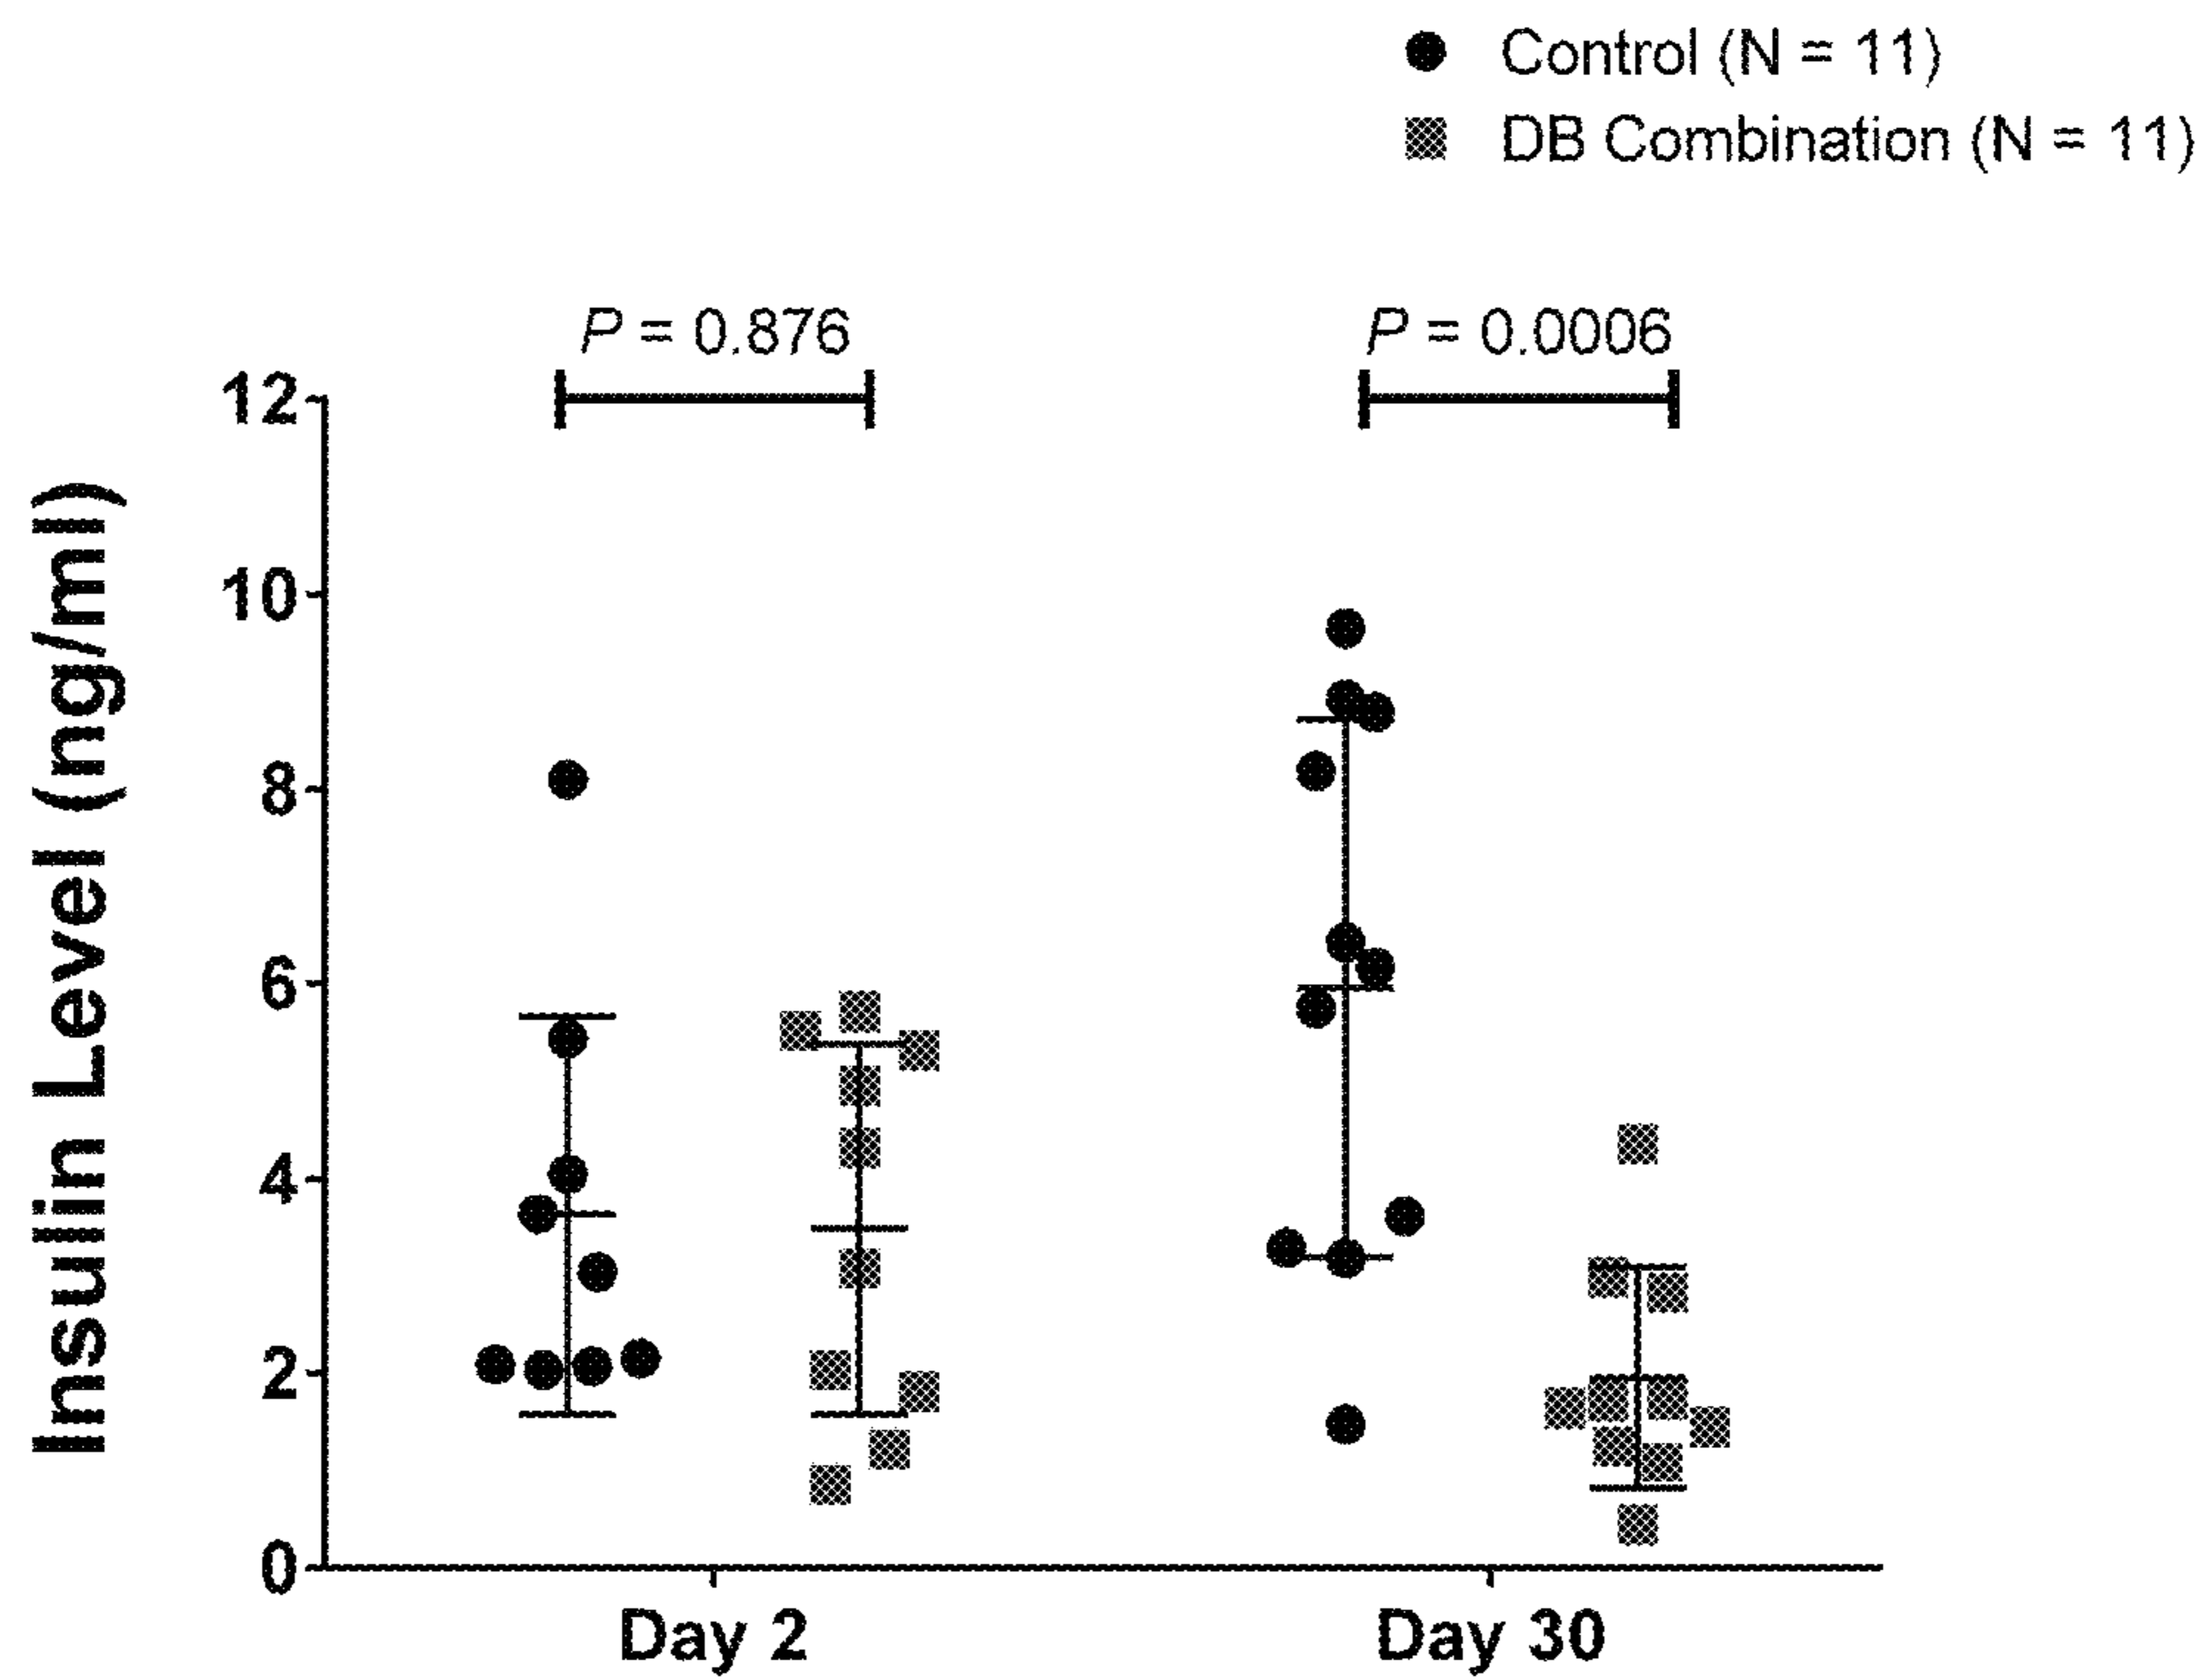 Control (N = 11)
DB Combination (N = 11)
P = 0.876
P = 0.0006
Insulin Level (ng/ml)
12
10
8
6
4
2
0
Day 2
Day 30